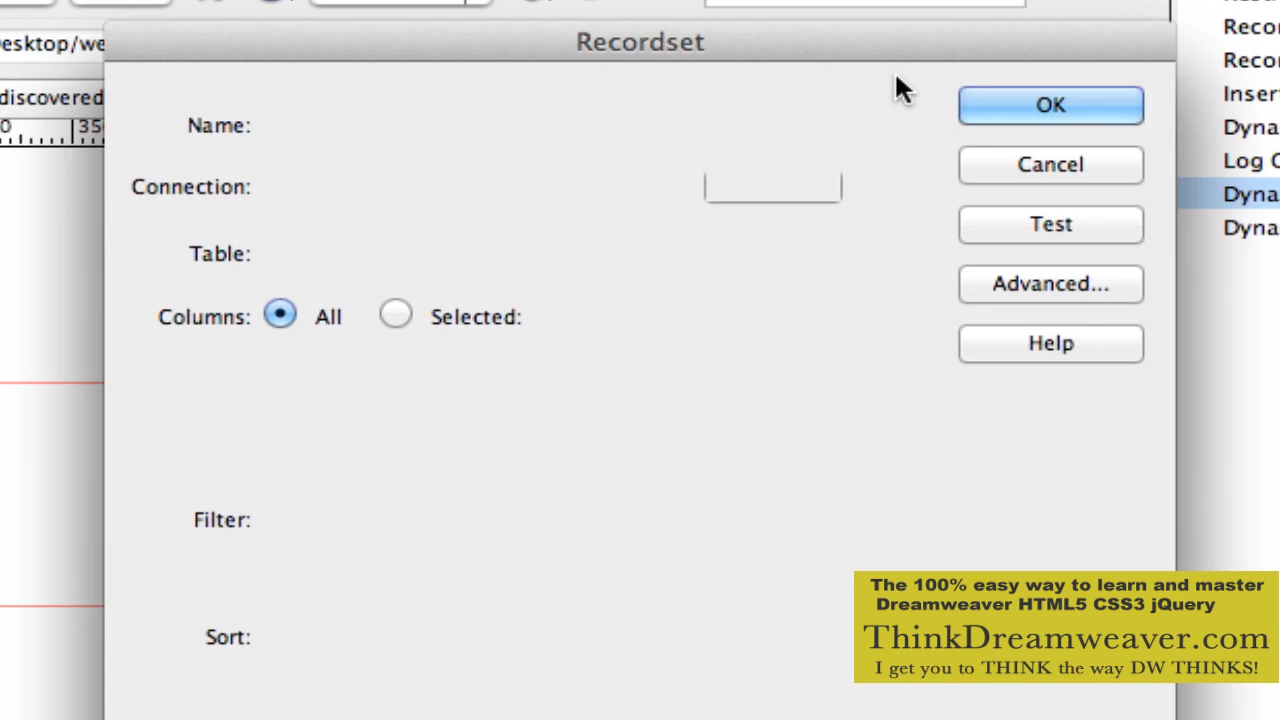 Recordset
esktop/we
discovered
0 35
Name:
Connection:
Table:
Columns: All Selected:
Filter:
Sort:
OK
Cancel
Test
Advanced...
Help
Reco
Reco
Inser
Dyna
Log O
Dyna
Dyna
The 100% easy way to learn and master
Dreamweaver HTML5 CSS3 jQuery
ThinkDreamweaver.com
I get you to THINK the way DW THINKS!